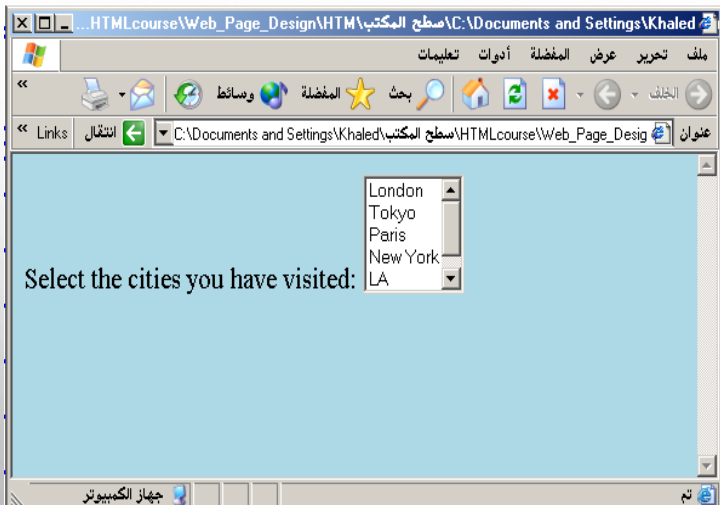 C:\Documents and Settings\Khaled\سطح المكتب\HTMLcourse\Web_Page_Design\HTM...
ملف تحرير عرض المفضلة أدوات تعليمات
الخلف بحث المفضلة وسائط »
عنوان C:\Documents and Settings\Khaled\سطح المكتب\HTMLcourse\Web_Page_Desig انتقال Links »
London
Tokyo
Paris
New York
Select the cities you have visited: LA
تم جهاز الكمبيوتر